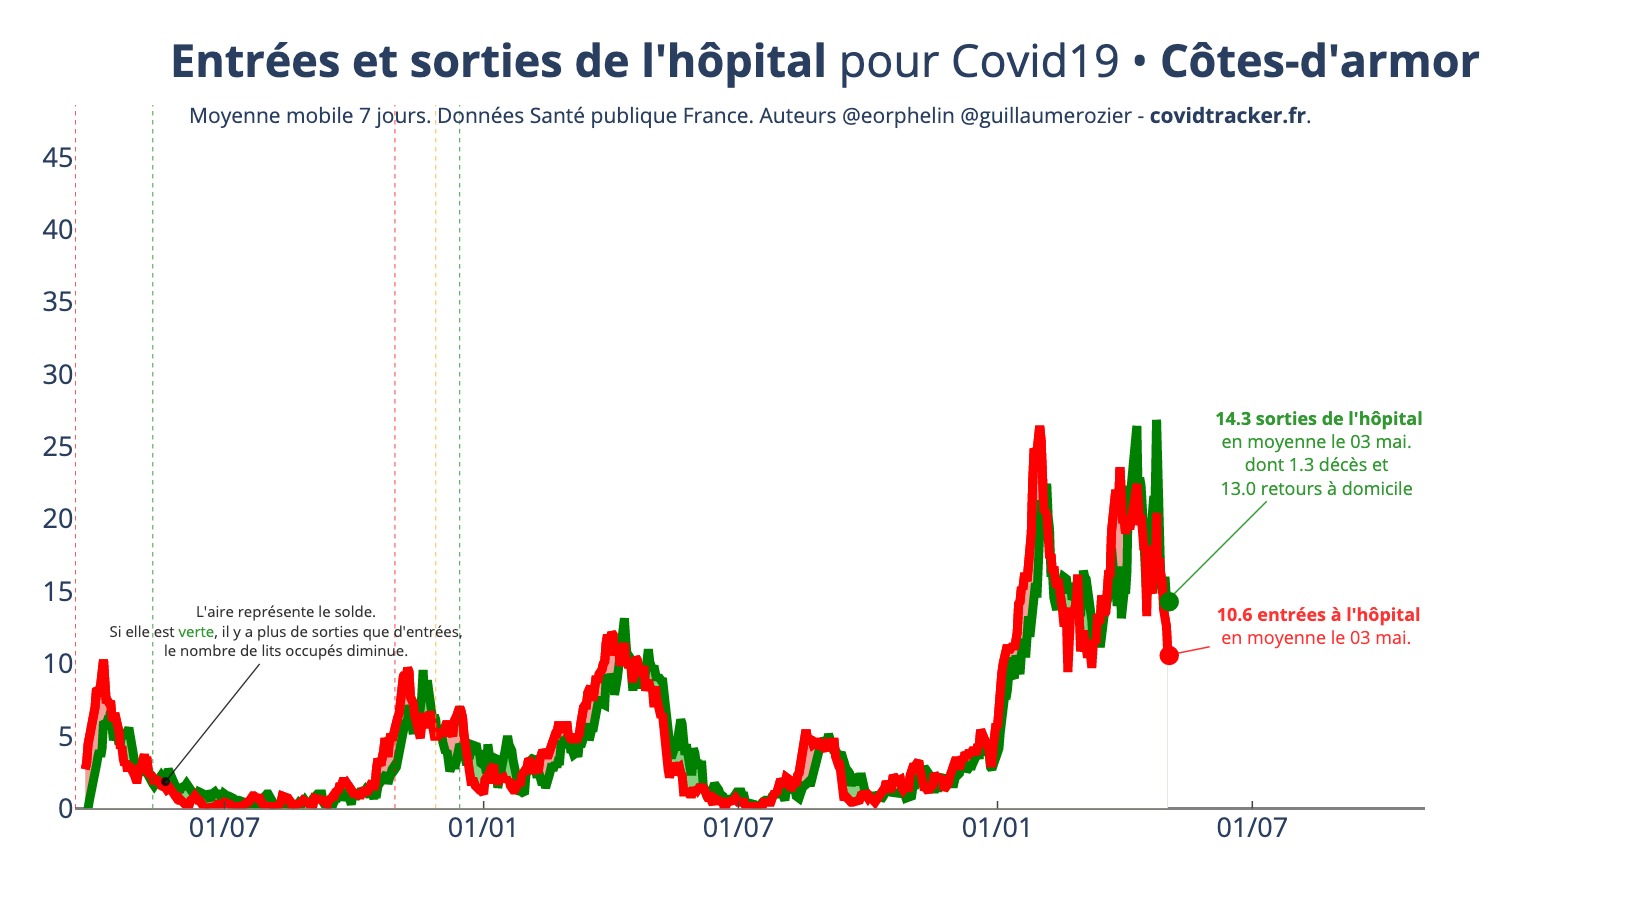 Entrées et sorties de l'hôpital pour Covid19 • Côtes-d'armor
Moyenne mobile 7 jours. Données Santé publique France. Auteurs @eorphelin @guillaumerozier - covidtracker.fr.
45
40
35
30
25
20
15
10
5
0
14.3 sorties de l'hôpital
en moyenne le 03 mai.
dont 1.3 décès et
13.0 retours à domicile
10.6 entrées à l'hôpital
en moyenne le 03 mai.
L'aire représente le solde.
Si elle est verte, il y a plus de sorties que d'entrées,
le nombre de lits occupés diminue.
01/07
01/01
01/07
01/01
01/07